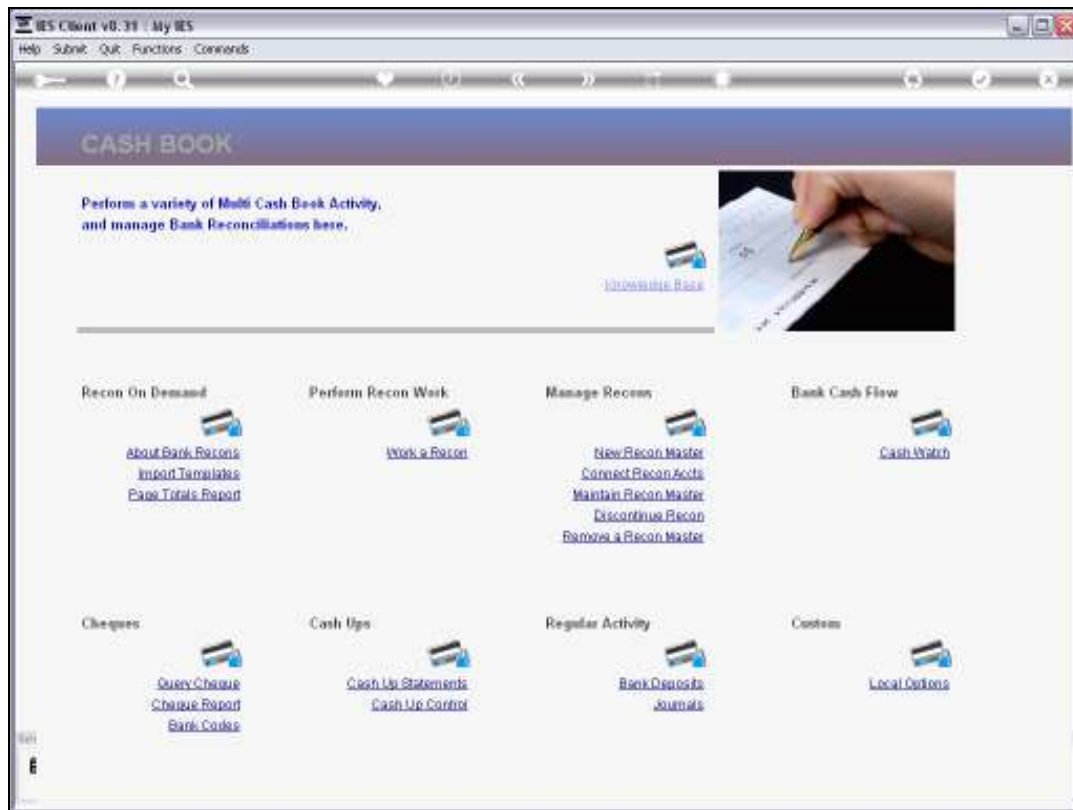 IES Client v8.31 : My IES
Help Submit Quit Functions Commands
CASH BOOK
Perform a variety of Multi Cash Book Activity,
and manage Bank Reconcilliations here.
Knowledge Base
Recon On Demand
About Bank Recons
Import Templates
Page Totals Report
Perform Recon Work
Work a Recon
Manage Recons
New Recon Master
Connect Recon Accts
Maintain Recon Master
Discontinue Recon
Remove a Recon Master
Bank Cash Flow
Cash Watch
Cheques
Query Cheque
Cheque Report
Bank Codes
Cash Ups
Cash Up Statements
Cash Up Control
Regular Activity
Bank Deposits
Journals
Custom
Local Options